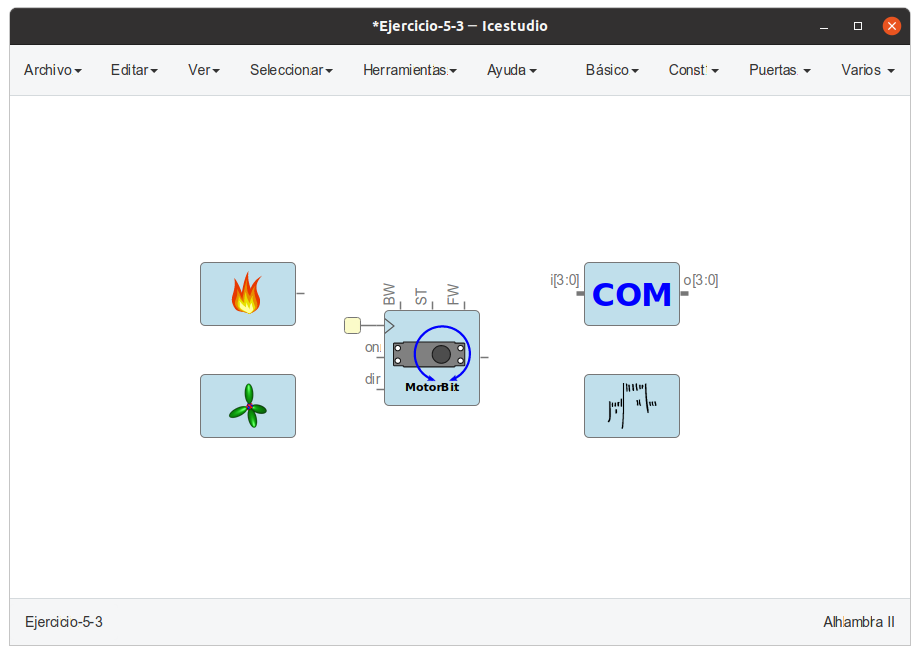 *Ejercicio-5-3 — Icestudio
Archivo Editar Ver Seleccionar Herramientas Ayuda Básico Const Puertas Varios
BW ST FW
i[3:0] COM o[3:0]
on
dir
MotorBit
Ejercicio-5-3 Alhambra II